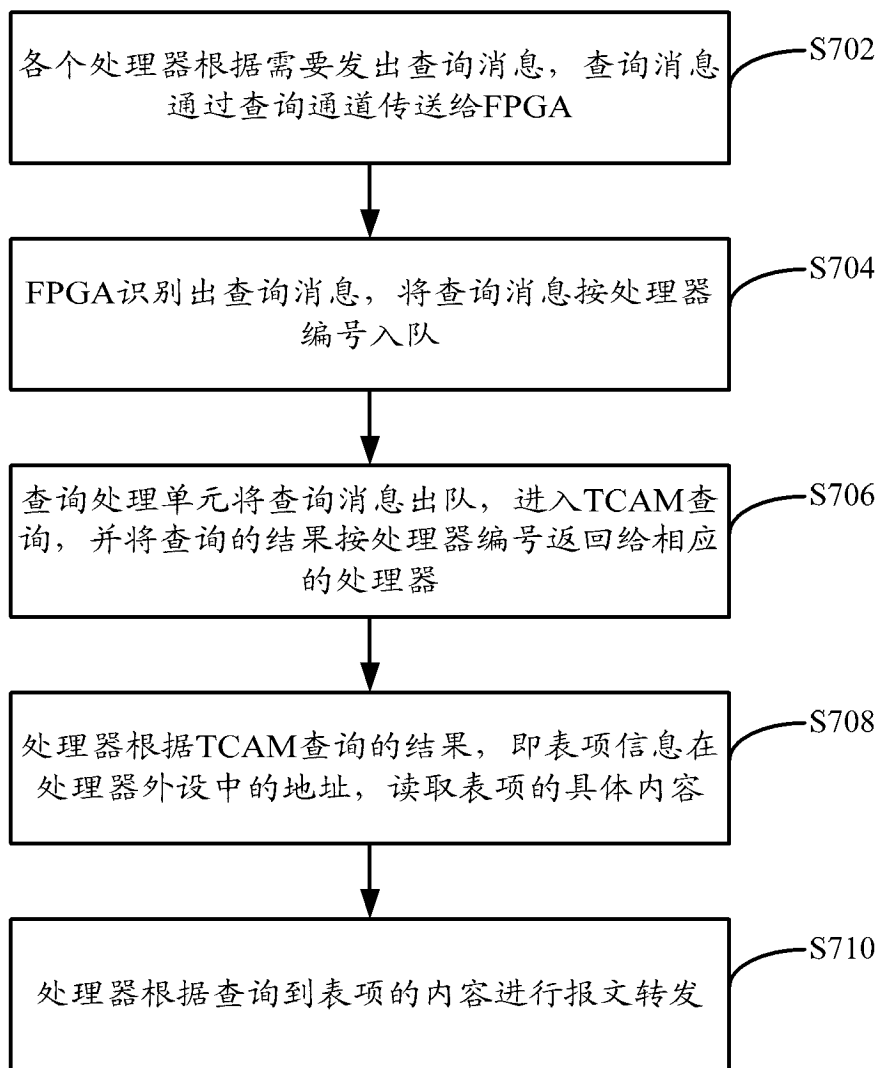 各个处理器根据需要发出查询消息，查询消息
通过查询通道传送给FPGA
S702
FPGA识别出查询消息，将查询消息按处理器
编号入队
S704
查询处理单元将查询消息出队，进入TCAM查
询，并将查询的结果按处理器编号返回给相应
的处理器
S706
处理器根据TCAM查询的结果，即表项信息在
处理器外设中的地址，读取表项的具体内容
S708
处理器根据查询到表项的内容进行报文转发
S710